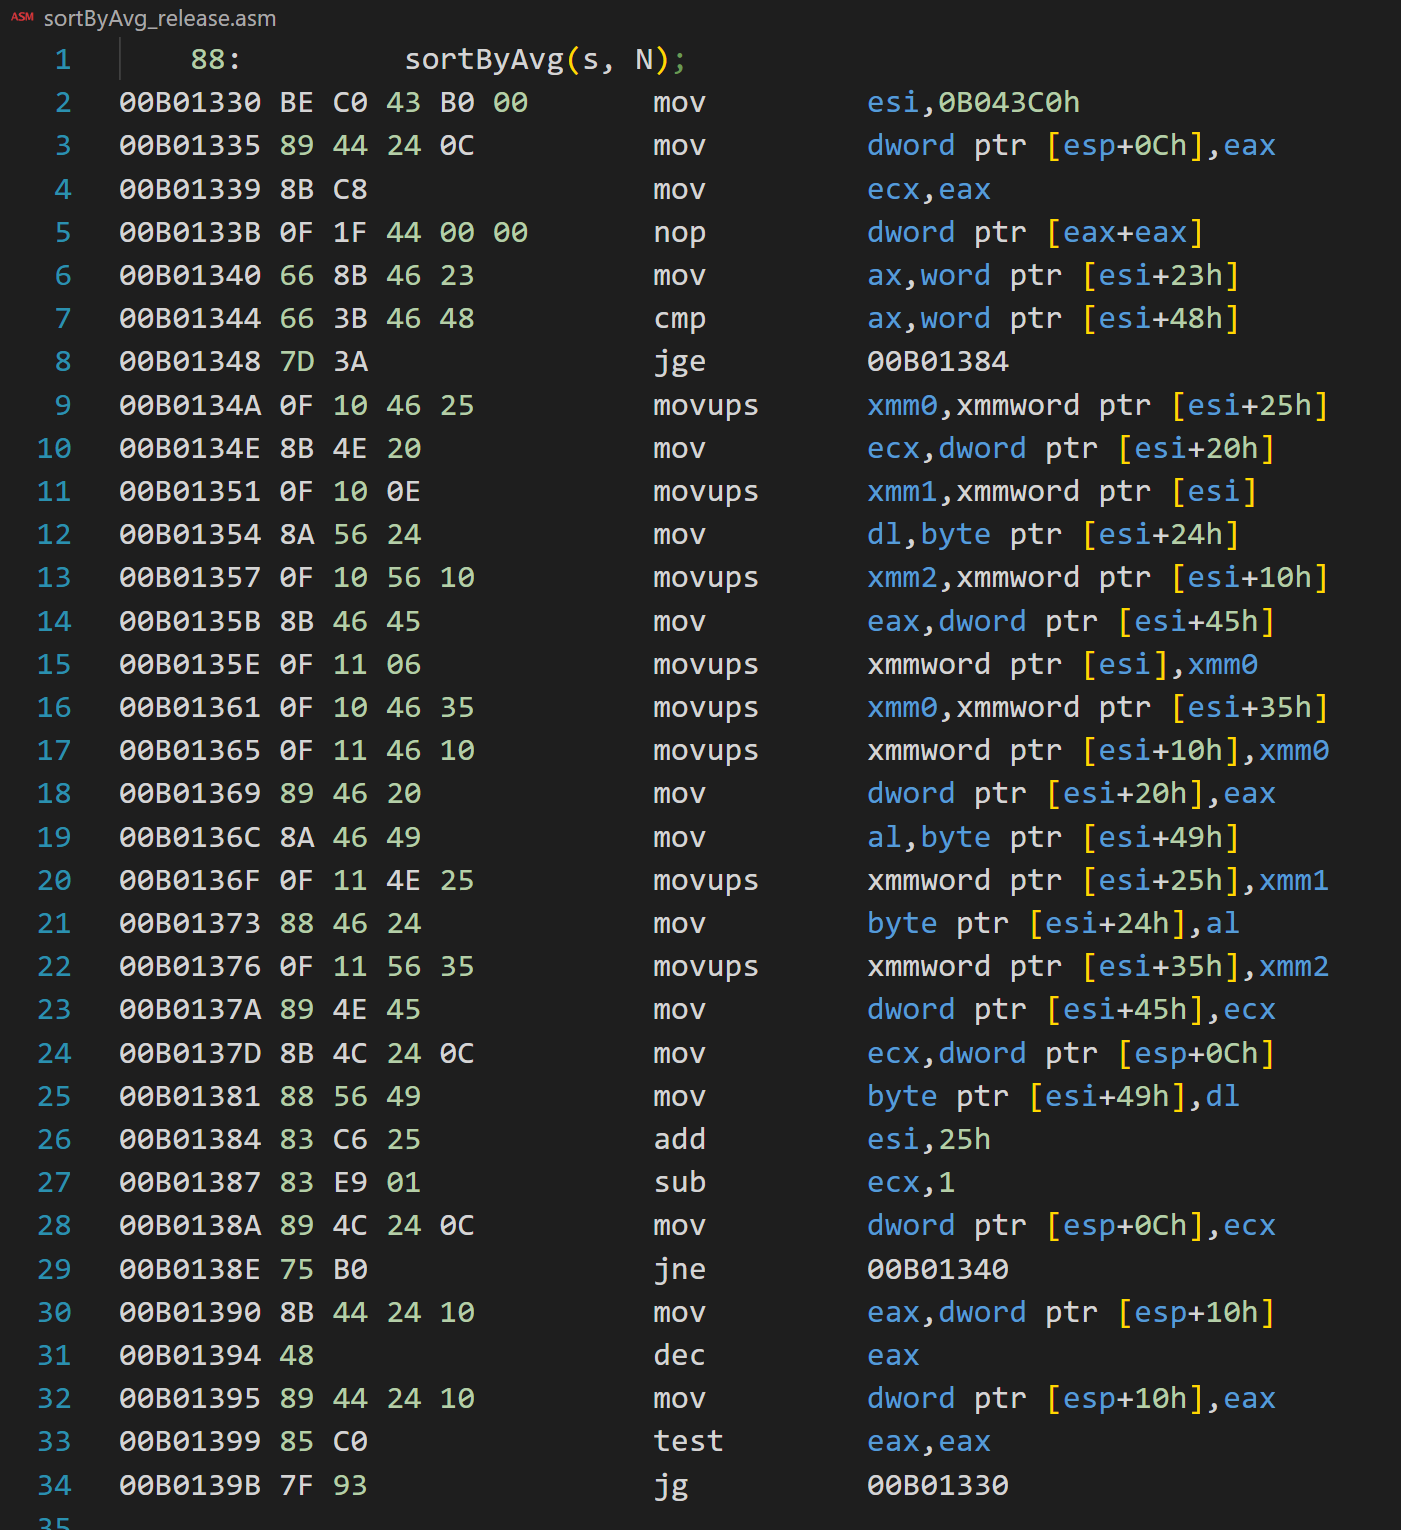 ASM sortByAvg_release.asm
1 88: sortByAvg(s, N);
2 00B01330 BE C0 43 B0 00 mov esi,0B043C0h
3 00B01335 89 44 24 0C mov dword ptr [esp+0Ch],eax
4 00B01339 8B C8 mov ecx,eax
5 00B0133B 0F 1F 44 00 00 nop dword ptr [eax+eax]
6 00B01340 66 8B 46 23 mov ax,word ptr [esi+23h]
7 00B01344 66 3B 46 48 cmp ax,word ptr [esi+48h]
8 00B01348 7D 3A jge 00B01384
9 00B0134A 0F 10 46 25 movups xmm0,xmmword ptr [esi+25h]
10 00B0134E 8B 4E 20 mov ecx,dword ptr [esi+20h]
11 00B01351 0F 10 0E movups xmm1,xmmword ptr [esi]
12 00B01354 8A 56 24 mov dl,byte ptr [esi+24h]
13 00B01357 0F 10 56 10 movups xmm2,xmmword ptr [esi+10h]
14 00B0135B 8B 46 45 mov eax,dword ptr [esi+45h]
15 00B0135E 0F 11 06 movups xmmword ptr [esi],xmm0
16 00B01361 0F 10 46 35 movups xmm0,xmmword ptr [esi+35h]
17 00B01365 0F 11 46 10 movups xmmword ptr [esi+10h],xmm0
18 00B01369 89 46 20 mov dword ptr [esi+20h],eax
19 00B0136C 8A 46 49 mov al,byte ptr [esi+49h]
20 00B0136F 0F 11 4E 25 movups xmmword ptr [esi+25h],xmm1
21 00B01373 88 46 24 mov byte ptr [esi+24h],al
22 00B01376 0F 11 56 35 movups xmmword ptr [esi+35h],xmm2
23 00B0137A 89 4E 45 mov dword ptr [esi+45h],ecx
24 00B0137D 8B 4C 24 0C mov ecx,dword ptr [esp+0Ch]
25 00B01381 88 56 49 mov byte ptr [esi+49h],dl
26 00B01384 83 C6 25 add esi,25h
27 00B01387 83 E9 01 sub ecx,1
28 00B0138A 89 4C 24 0C mov dword ptr [esp+0Ch],ecx
29 00B0138E 75 B0 jne 00B01340
30 00B01390 8B 44 24 10 mov eax,dword ptr [esp+10h]
31 00B01394 48 dec eax
32 00B01395 89 44 24 10 mov dword ptr [esp+10h],eax
33 00B01399 85 C0 test eax,eax
34 00B0139B 7F 93 jg 00B01330
35